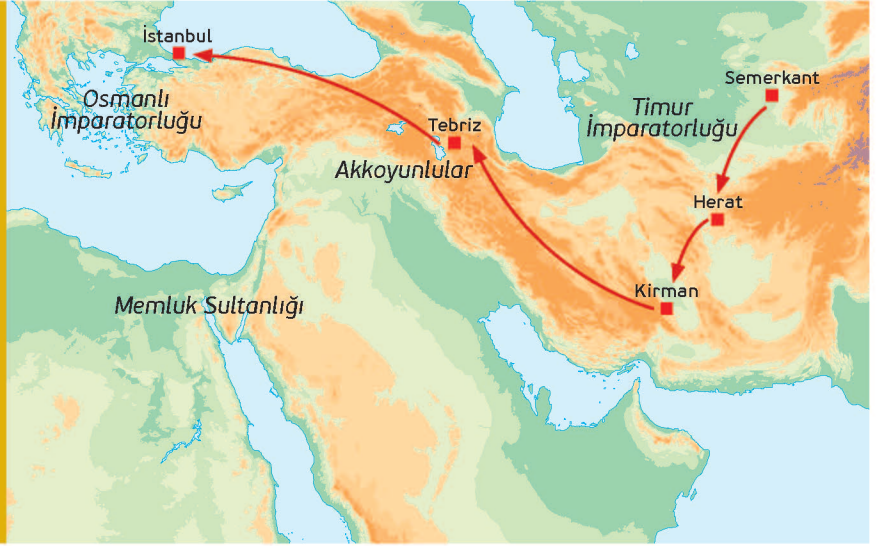 İstanbul
Semerkant
Osmanlı
İmparatorluğu
Timur
İmparatorluğu
Tebriz
Akkoyunlular
Herat
Kirman
Memluk Sultanlığı